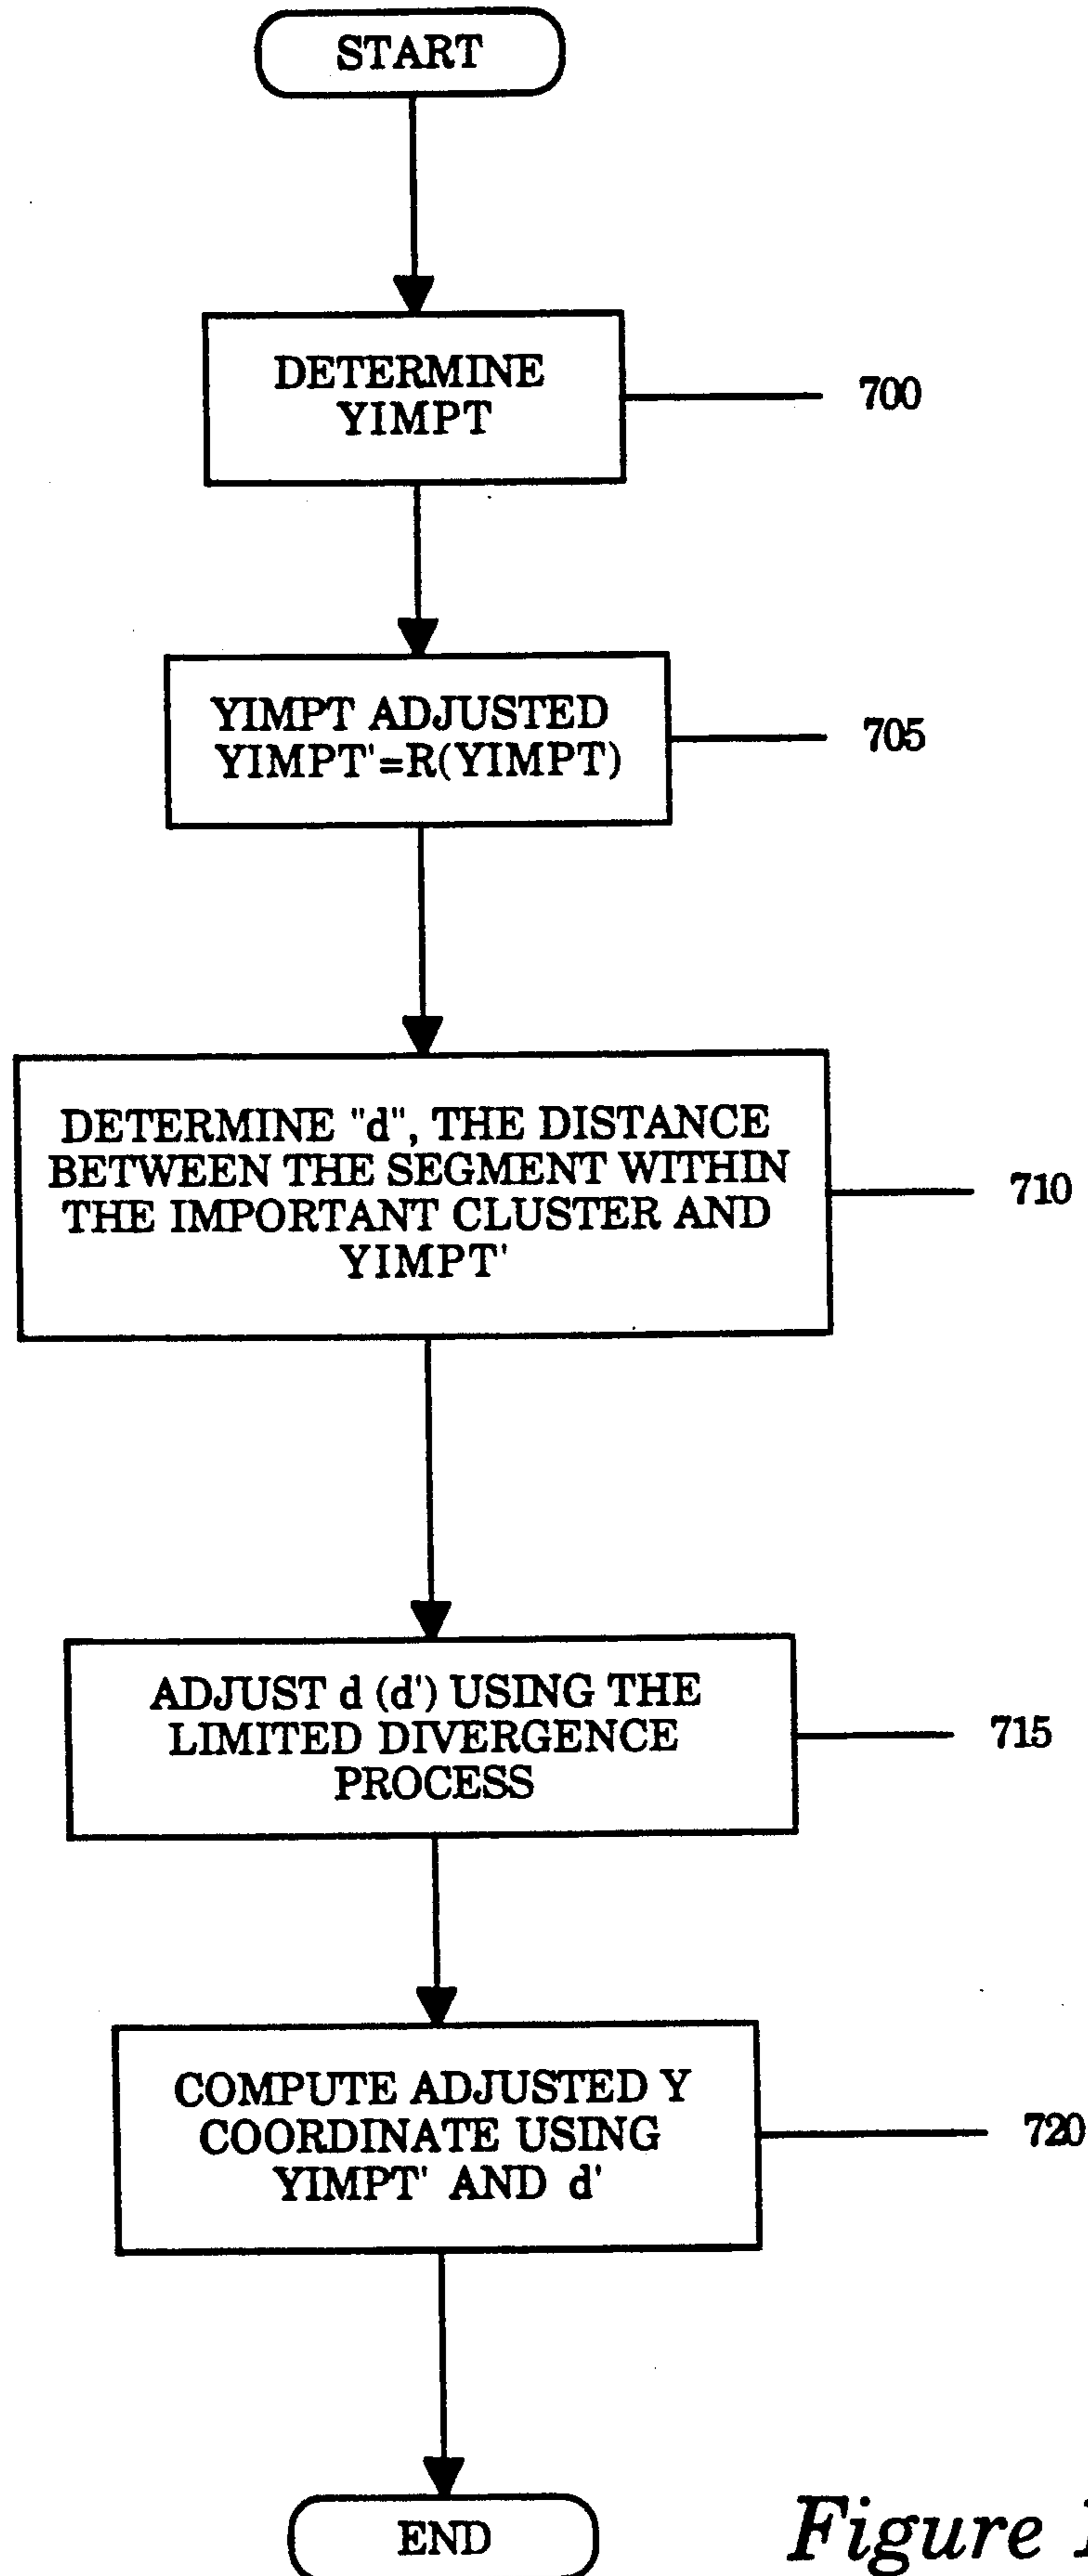 START
DETERMINE
YIMPT
700
YIMPT ADJUSTED
YIMPT'=R(YIMPT)
705
DETERMINE "d", THE DISTANCE
BETWEEN THE SEGMENT WITHIN
THE IMPORTANT CLUSTER AND
YIMPT'
710
ADJUST d (d') USING THE
LIMITED DIVERGENCE
PROCESS
715
COMPUTE ADJUSTED Y
COORDINATE USING
YIMPT' AND d'
720
END
Figure